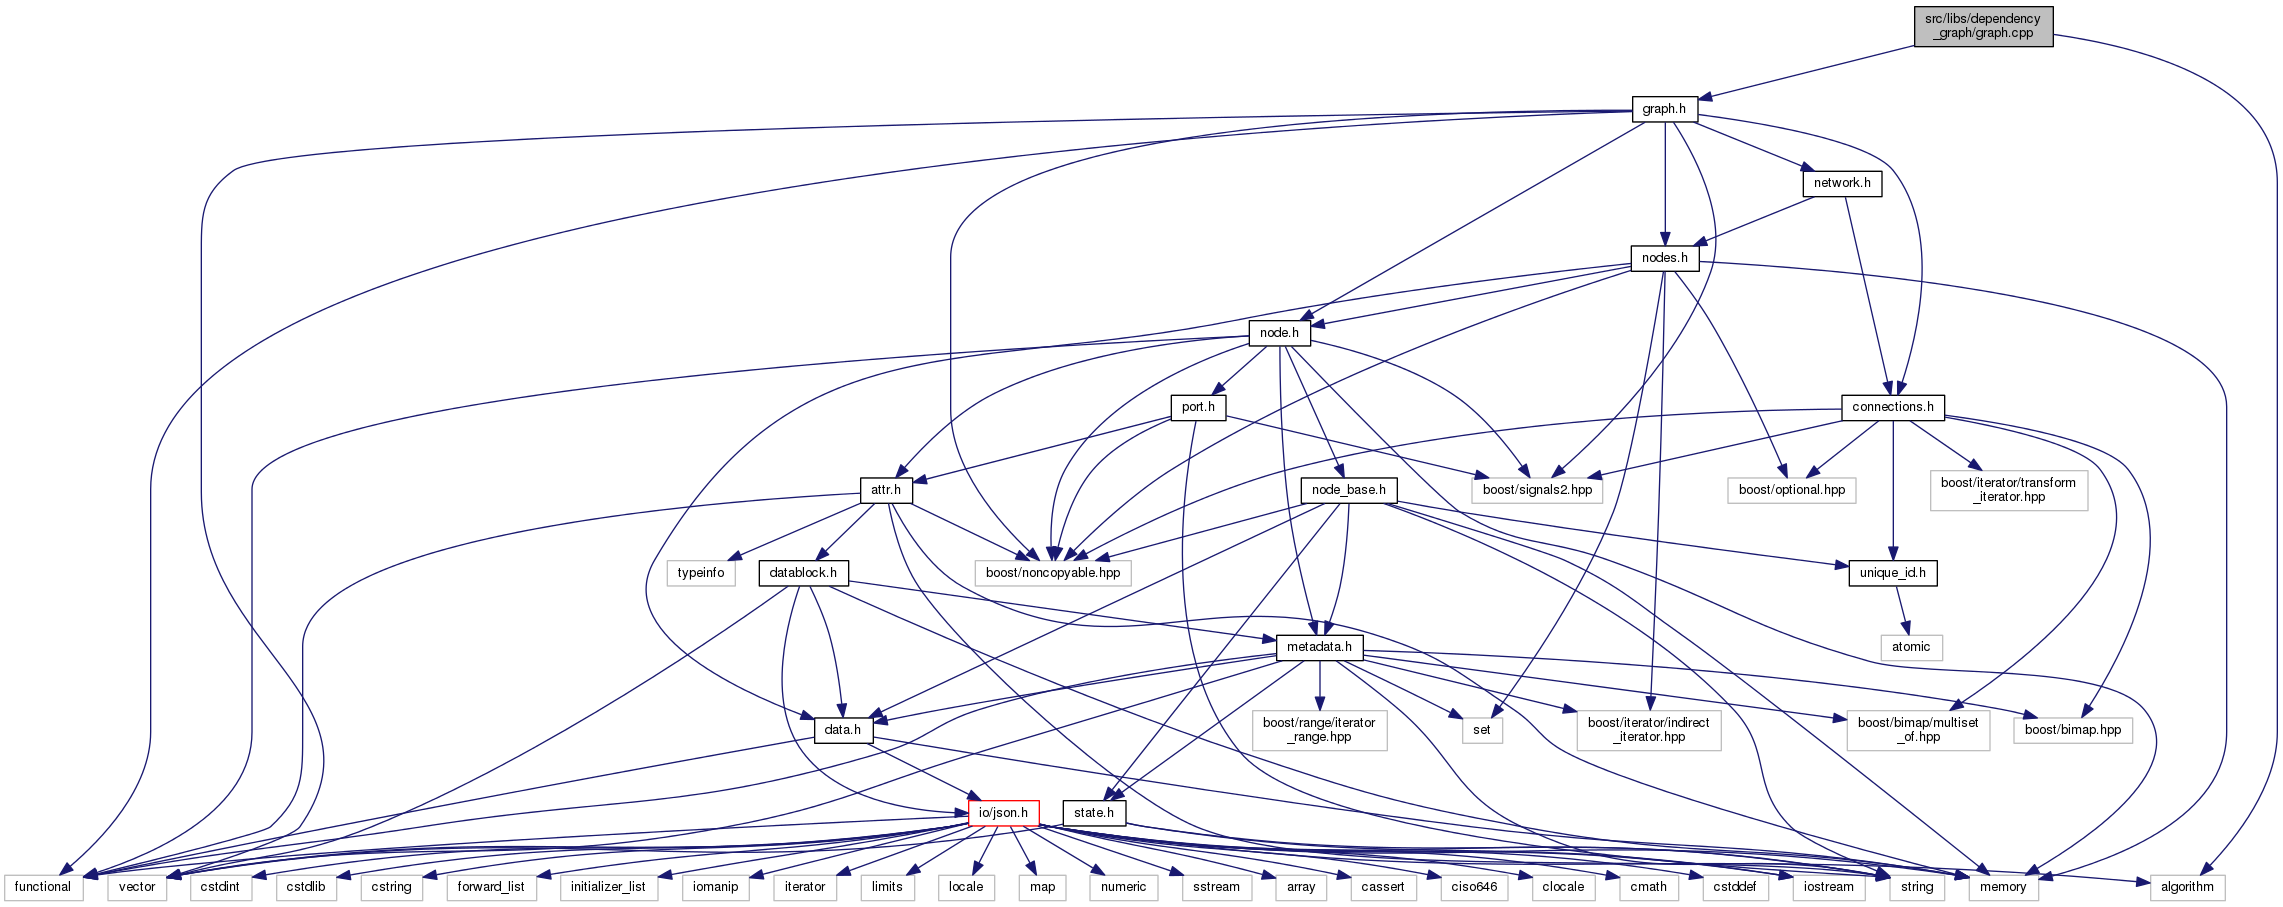 src/libs/dependency
_graph/graph.cpp
graph.h
network.h
nodes.h
node.h
port.h
connections.h
attr.h
node_base.h
boost/signals2.hpp
boost/optional.hpp
boost/iterator/transform
_iterator.hpp
typeinfo
datablock.h
boost/noncopyable.hpp
unique_id.h
metadata.h
atomic
data.h
boost/range/iterator
_range.hpp
set
boost/iterator/indirect
_iterator.hpp
boost/bimap/multiset
_of.hpp
boost/bimap.hpp
io/json.h
state.h
functional
vector
cstdint
cstdlib
cstring
forward_list
initializer_list
iomanip
iterator
limits
locale
map
numeric
sstream
array
cassert
ciso646
clocale
cmath
cstddef
iostream
string
memory
algorithm